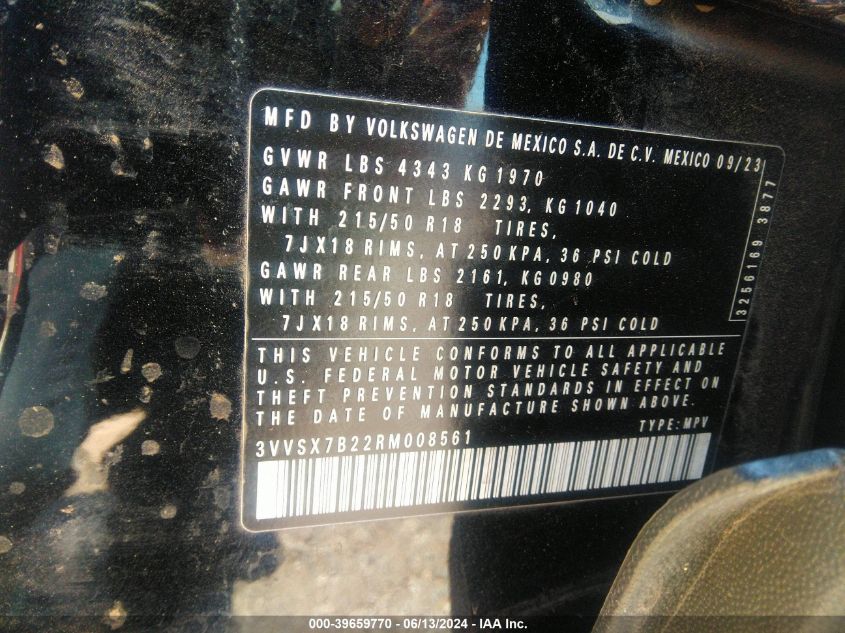 MFD BY VOLKSWAGEN DE MEXICO S.A. DE C.V. MEXICO 09/23
GVWR LBS 4343 KG 1970
GAWR FRONT LBS 2293, KG 1040
WITH 215/50 R18 TIRES,
7JX18 RIMS, AT 250 KPA, 36 PSI COLD
GAWR REAR LBS 2161, KG 0980
WITH 215/50 R18 TIRES,
7JX18 RIMS, AT 250 KPA, 36 PSI COLD
3256169 3877
THIS VEHICLE CONFORMS TO ALL APPLICABLE
U.S. FEDERAL MOTOR VEHICLE SAFETY AND
THEFT PREVENTION STANDARDS IN EFFECT ON
THE DATE OF MANUFACTURE SHOWN ABOVE.
TYPE: MPV
3VVSX7B22RM008561
000-39659770 - 06/13/2024 - IAA Inc.